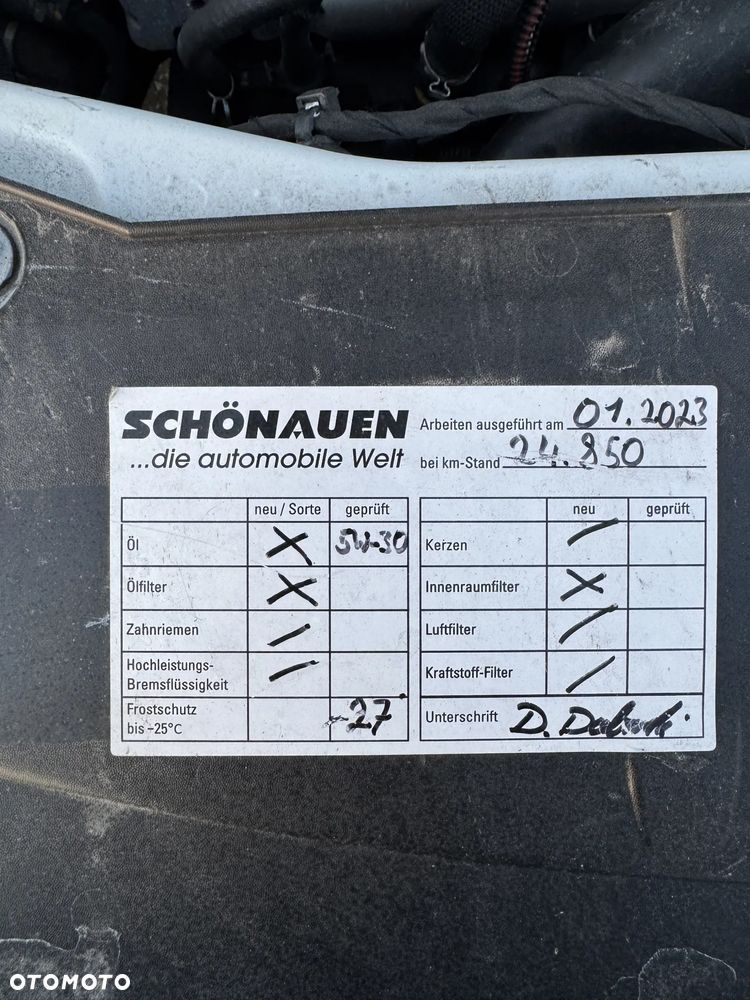 SCHÖNAUEN
...die automobile Welt
Arbeiten ausgeführt am 01.2023
bei km-Stand 24.850
neu / Sorte geprüft
Öl X 5W-30
Ölfilter X
Zahnriemen /
Hochleistungs-
Bremsflüssigkeit /
Frostschutz
bis -25°C -27°
neu geprüft
Kerzen /
Innenraumfilter X
Luftfilter /
Kraftstoff-Filter /
Unterschrift D.
OTOMOTO